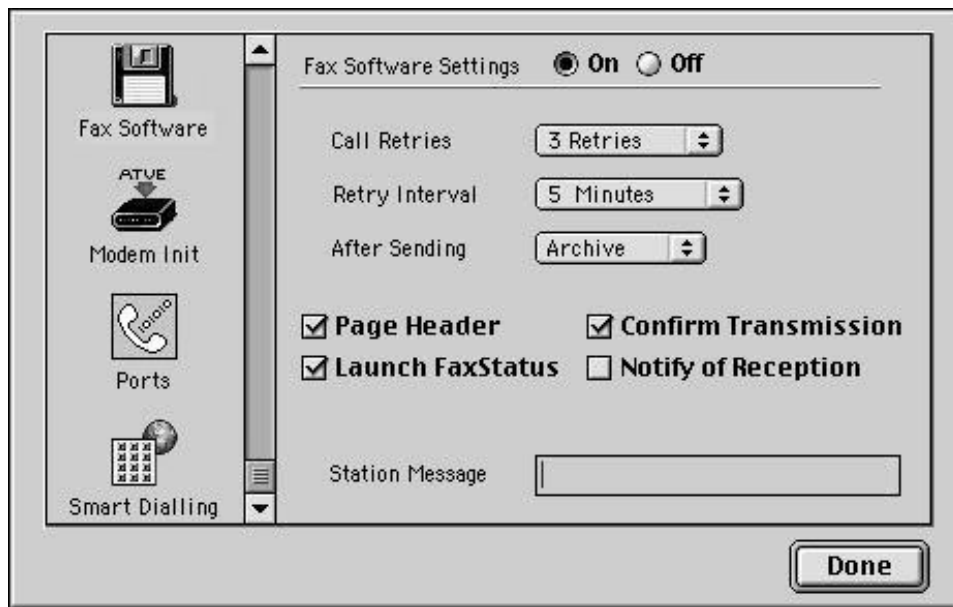 Fax Software
ATVE
Modem Init
Ports
Smart Dialling
Fax Software Settings On Off
Call Retries 3 Retries
Retry Interval 5 Minutes
After Sending Archive
Page Header Confirm Transmission
Launch FaxStatus Notify of Reception
Station Message
Done